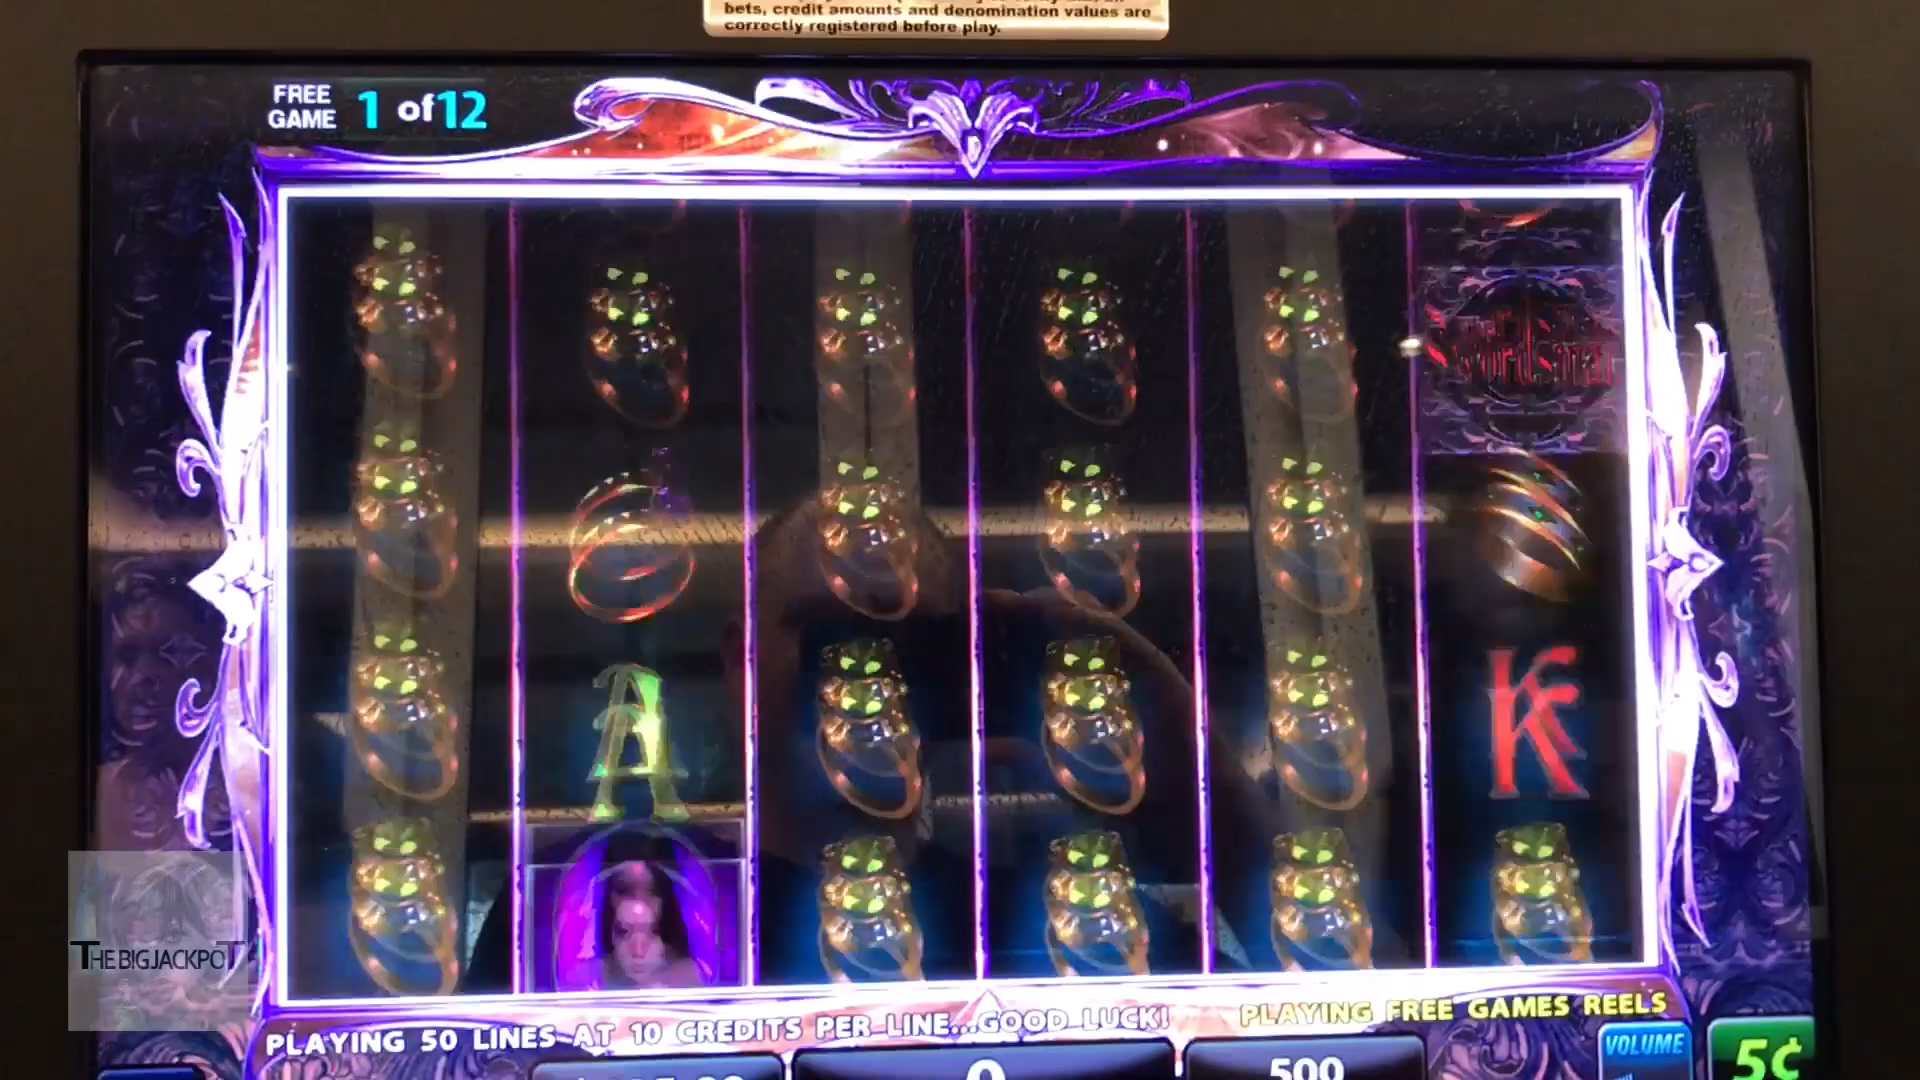 bets, credit amounts and denomination values are
correctly registered before play.
FREE
GAME 1 of 12
Swordsman
A
K
THEBIGJACKPOT
PLAYING 50 LINES AT 10 CREDITS PER LINE...GOOD LUCK!
PLAYING FREE GAMES REELS
VOLUME
5¢
0
500